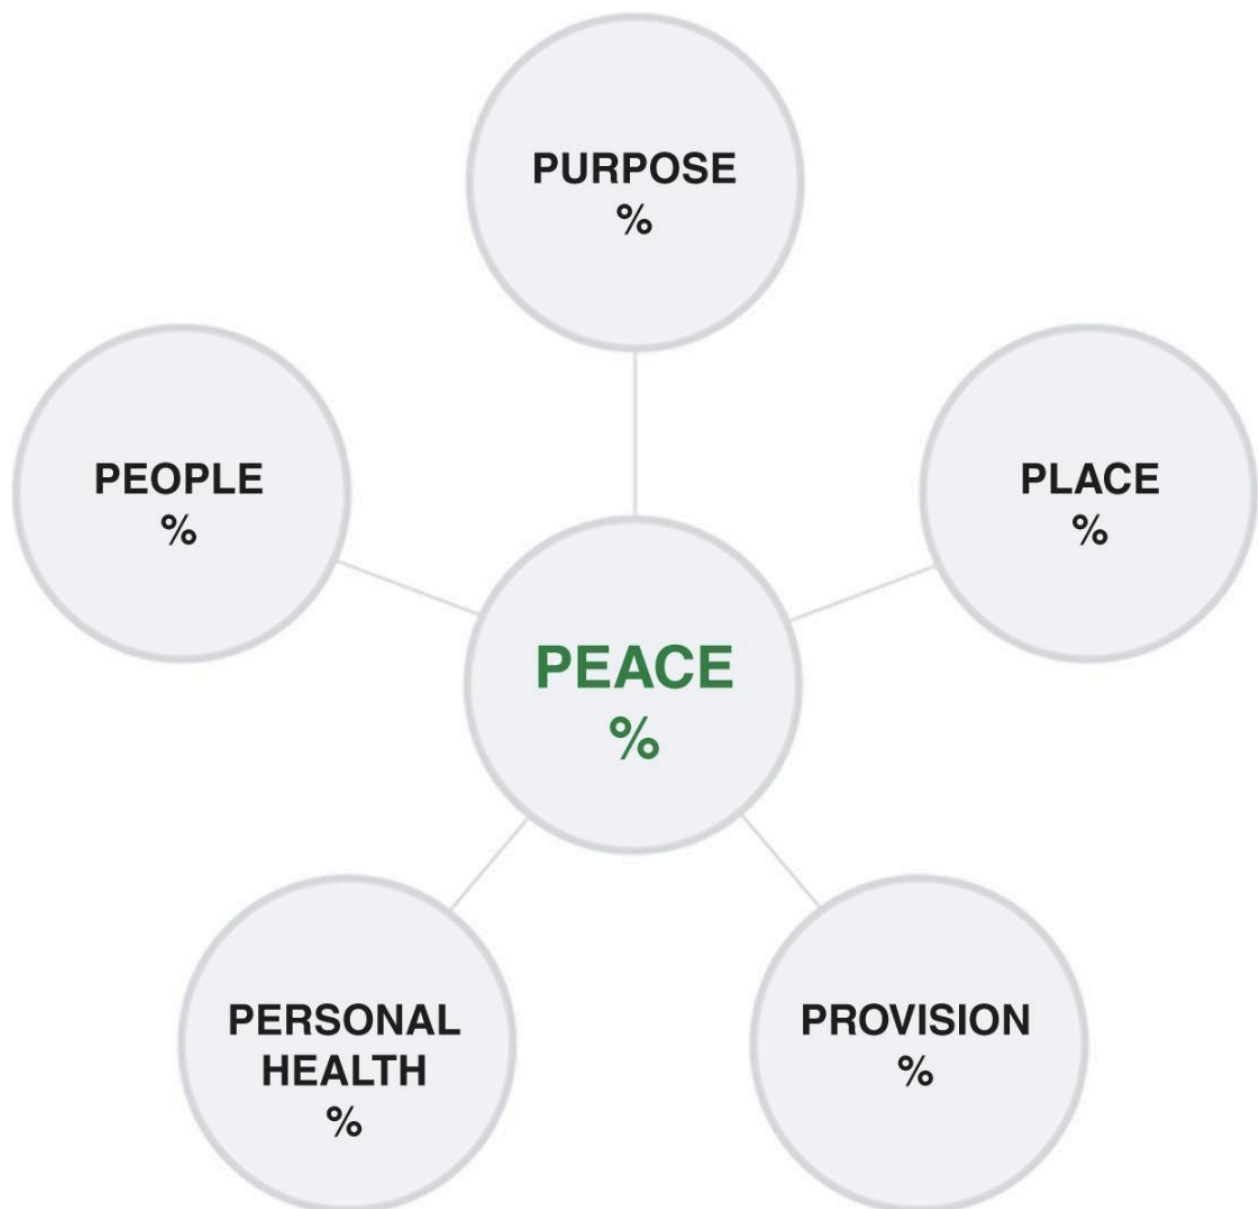 PURPOSE
%
PEOPLE
%
PLACE
%
PEACE
%
PERSONAL
HEALTH
%
PROVISION
%